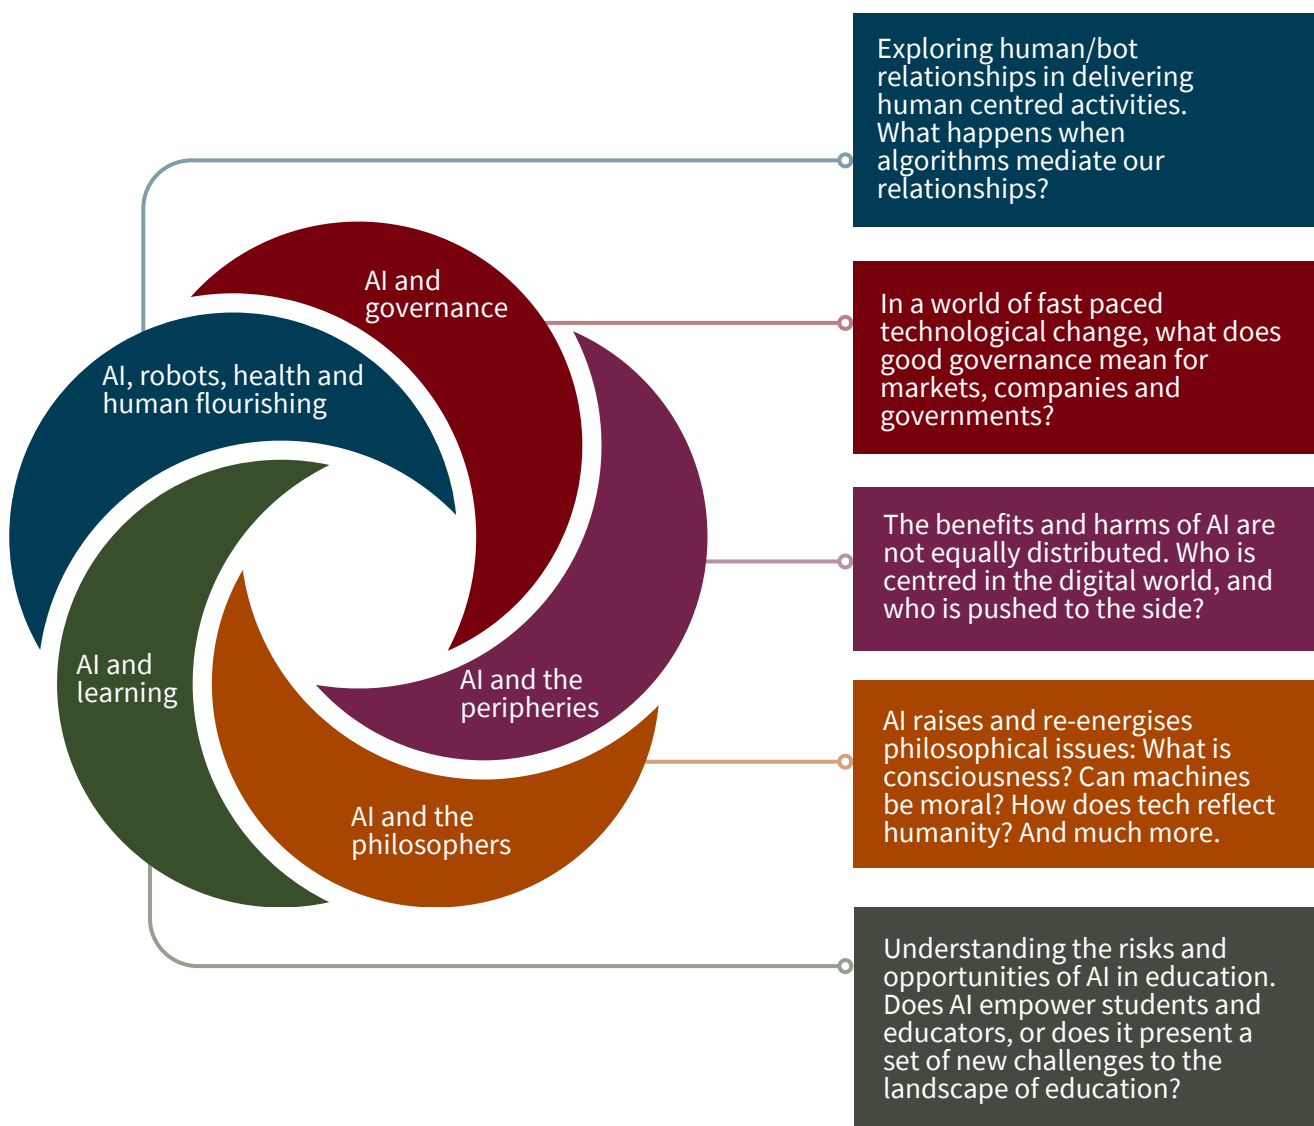 Exploring human/bot
relationships in delivering
human centred activities.
What happens when
algorithms mediate our
relationships?
AI and
governance
In a world of fast paced
technological change, what does
good governance mean for
markets, companies and
governments?
AI, robots, health and
human flourishing
The benefits and harms of AI are
not equally distributed. Who is
centred in the digital world, and
who is pushed to the side?
AI and
learning
AI and the
peripheries
AI raises and re-energises
philosophical issues: What is
consciousness? Can machines
be moral? How does tech reflect
humanity? And much more.
AI and the
philosophers
Understanding the risks and
opportunities of AI in education.
Does AI empower students and
educators, or does it present a
set of new challenges to the
landscape of education?